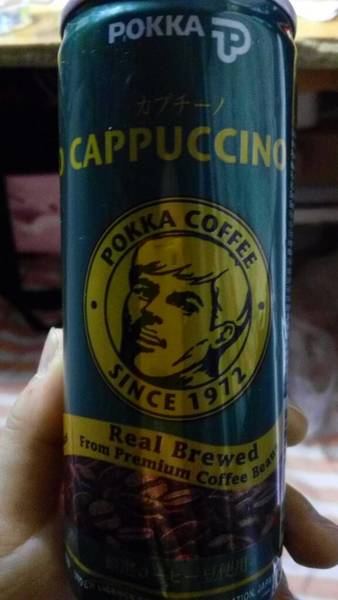 POKKA
カプチーノ
CAPPUCCINO
POKKA COFFEE
SINCE 1972
Real Brewed
From Premium Coffee Beans